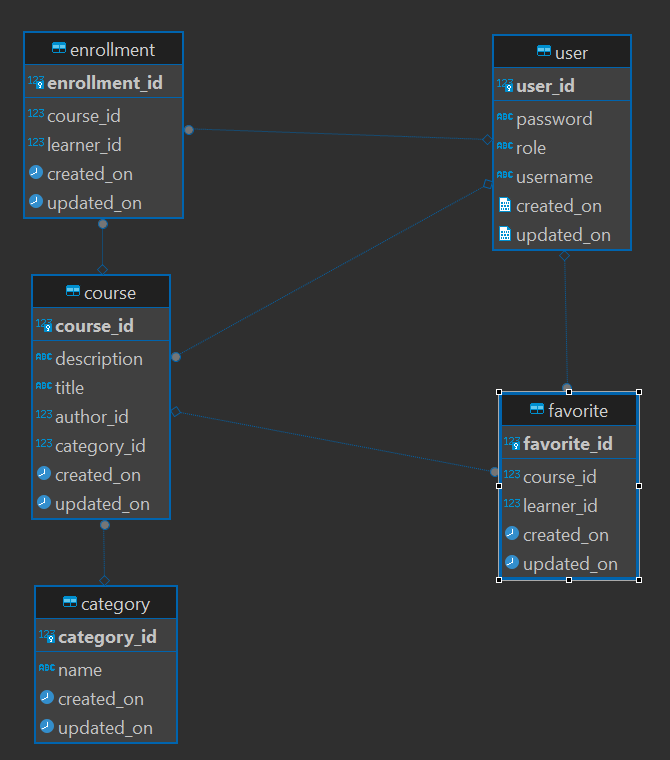 enrollment
123 enrollment_id
123 course_id
123 learner_id
created_on
updated_on
user
123 user_id
ABC password
ABC role
ABC username
created_on
updated_on
course
123 course_id
ABC description
ABC title
123 author_id
123 category_id
created_on
updated_on
favorite
123 favorite_id
123 course_id
123 learner_id
created_on
updated_on
category
123 category_id
ABC name
created_on
updated_on